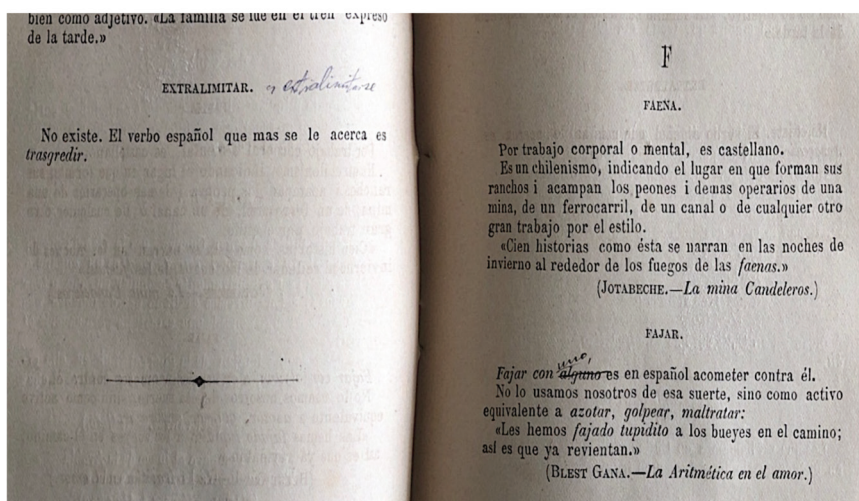 bien como adjetivo. «La familia se fue en el tren expreso
de la tarde.»
EXTRALIMITAR. o extralimitarse
No existe. El verbo español que mas se le acerca es
trasgredir.
F
FAENA.
Por trabajo corporal o mental, es castellano.
Es un chilenismo, indicando el lugar en que forman sus
ranchos i acampan los peones i demas operarios de una
mina, de un ferrocarril, de un canal o de cualquier otro
gran trabajo por el estilo.
«Cien historias como ésta se narran en las noches de
invierno al rededor de los fuegos de las faenas.»
(JOTABECHE.—La mina Candeleros.)
FAJAR.
uno,
Fajar con alguno es en español acometer contra él.
No lo usamos nosotros de esa suerte, sino como activo
equivalente a azotar, golpear, maltratar:
«Les hemos fajado tupidito a los bueyes en el camino;
así es que ya revientan.»
(BLEST GANA.—La Aritmética en el amor.)